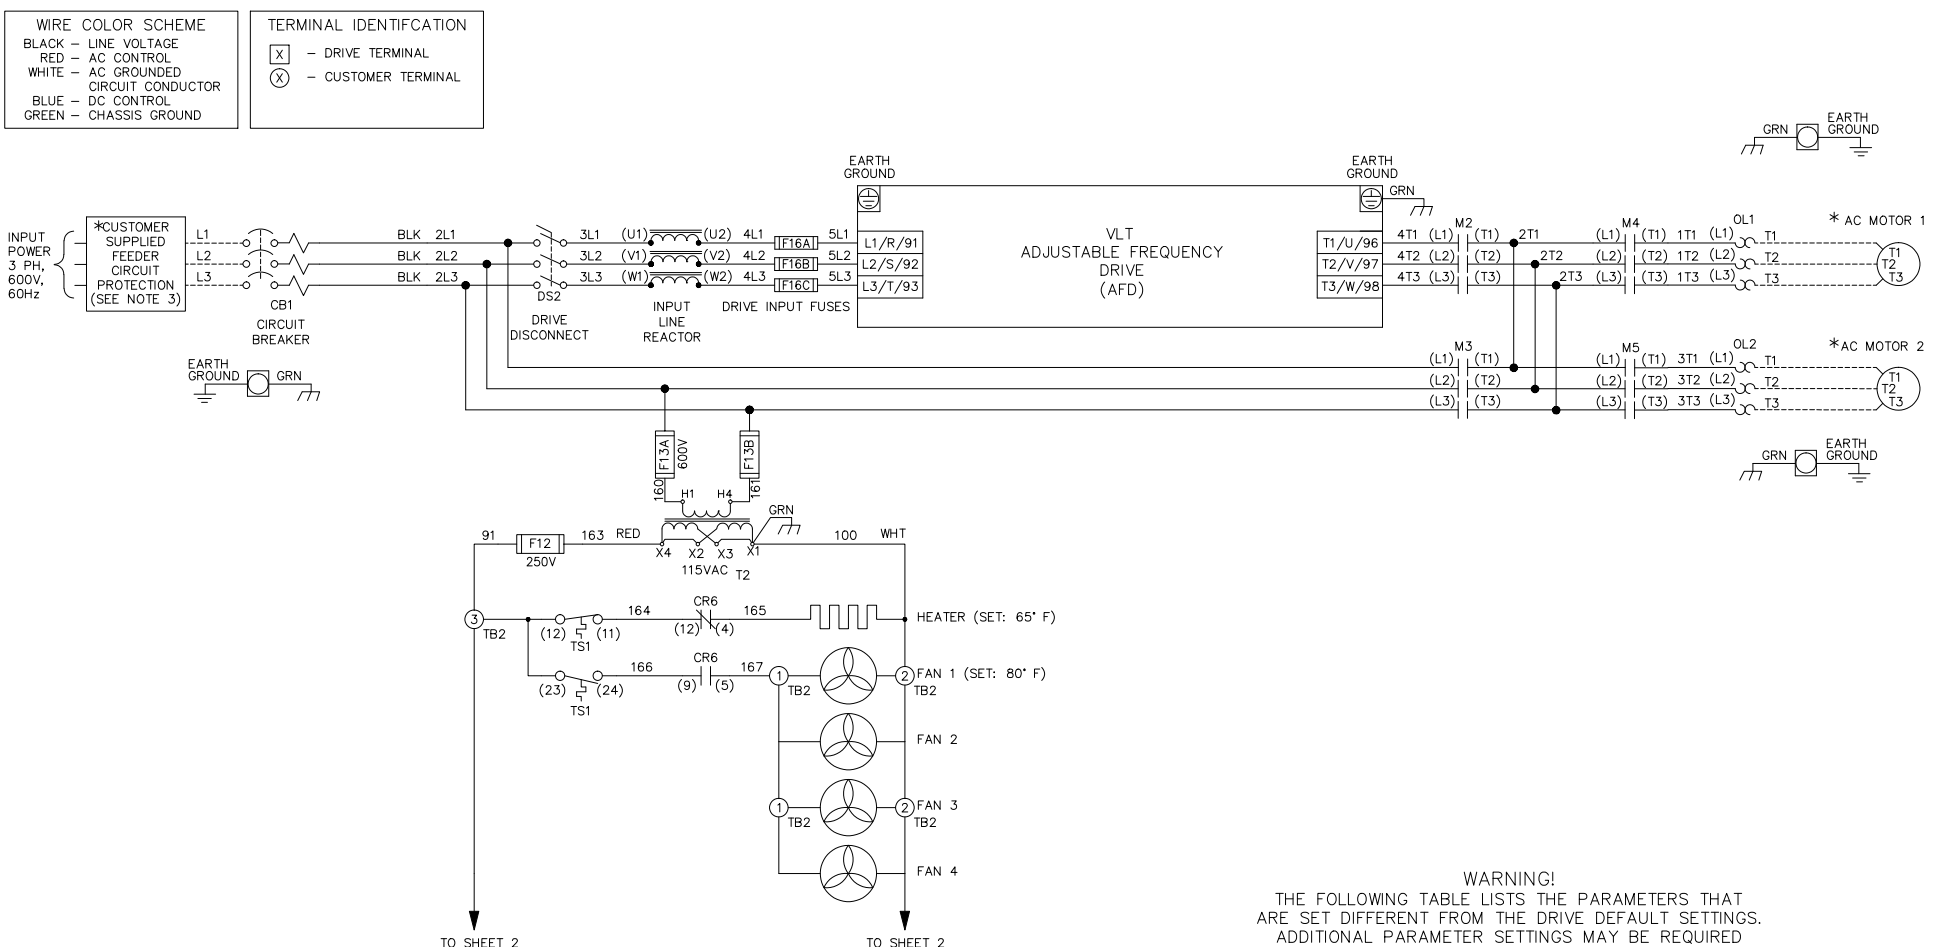 WIRE COLOR SCHEME
BLACK – LINE VOLTAGE
RED – AC CONTROL
WHITE – AC GROUNDED
CIRCUIT CONDUCTOR
BLUE – DC CONTROL
GREEN – CHASSIS GROUND
TERMINAL IDENTIFCATION
X – DRIVE TERMINAL
X – CUSTOMER TERMINAL
GRN
EARTH
GROUND
INPUT
POWER
3 PH,
600V,
60Hz
*CUSTOMER
SUPPLIED
FEEDER
CIRCUIT
PROTECTION
(SEE NOTE 3)
L1
L2
L3
CB1
CIRCUIT
BREAKER
BLK 2L1
BLK 2L2
BLK 2L3
DS2
DRIVE
DISCONNECT
3L1 (U1) (U2) 4L1 F16A 5L1
3L2 (V1) (V2) 4L2 F16B 5L2
3L3 (W1) (W2) 4L3 F16C 5L3
INPUT
LINE
REACTOR
DRIVE INPUT FUSES
EARTH
GROUND
L1/R/91
L2/S/92
L3/T/93
VLT
ADJUSTABLE FREQUENCY
DRIVE
(AFD)
EARTH
GROUND
GRN
T1/U/96
T2/V/97
T3/W/98
M2 M4 OL1 * AC MOTOR 1
4T1 (L1) (T1) 2T1 (L1) (T1) 1T1 (L1) T1
4T2 (L2) (T2) 2T2 (L2) (T2) 1T2 (L2) T2
4T3 (L3) (T3) 2T3 (L3) (T3) 1T3 (L3) T3
T1
T2
T3
M3 M5 OL2 *AC MOTOR 2
(L1) (T1) (L1) (T1) 3T1 (L1) T1
(L2) (T2) (L2) (T2) 3T2 (L2) T2
(L3) (T3) (L3) (T3) 3T3 (L3) T3
T1
T2
T3
EARTH
GROUND GRN
GRN
EARTH
GROUND
F13A
600V
F13B
160
161
H1 H4
GRN
91 F12 163 RED
250V
X4 X2 X3 X1
115VAC T2
100 WHT
3
TB2
(12) (11)
TS1
164
CR6
(12) (4)
165
HEATER (SET: 65° F)
(23) (24)
TS1
166
CR6
(9) (5)
167
1
TB2
2
TB2
FAN 1 (SET: 80° F)
FAN 2
1
TB2
2
TB2
FAN 3
FAN 4
TO SHEET 2
TO SHEET 2
WARNING!
THE FOLLOWING TABLE LISTS THE PARAMETERS THAT
ARE SET DIFFERENT FROM THE DRIVE DEFAULT SETTINGS.
ADDITIONAL PARAMETER SETTINGS MAY BE REQUIRED